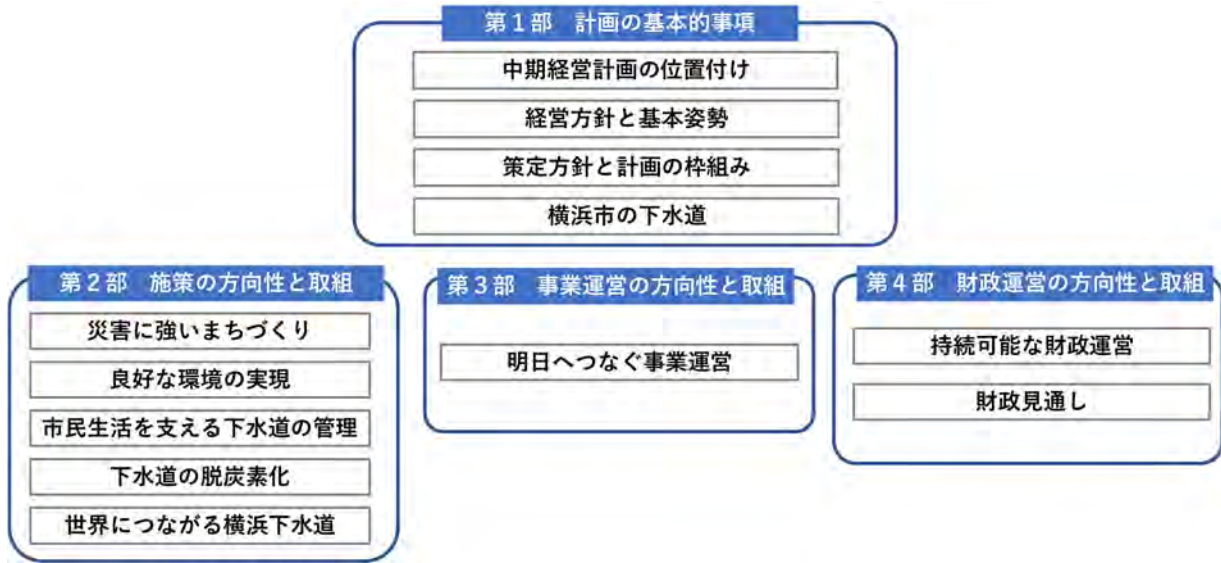 第1部 計画の基本的事項
中期経営計画の位置付け
経営方針と基本姿勢
策定方針と計画の枠組み
横浜市の下水道
第2部 施策の方向性と取組
災害に強いまちづくり
良好な環境の実現
市民生活を支える下水道の管理
下水道の脱炭素化
世界につながる横浜下水道
第3部 事業運営の方向性と取組
明日へつなぐ事業運営
第4部 財政運営の方向性と取組
持続可能な財政運営
財政見通し